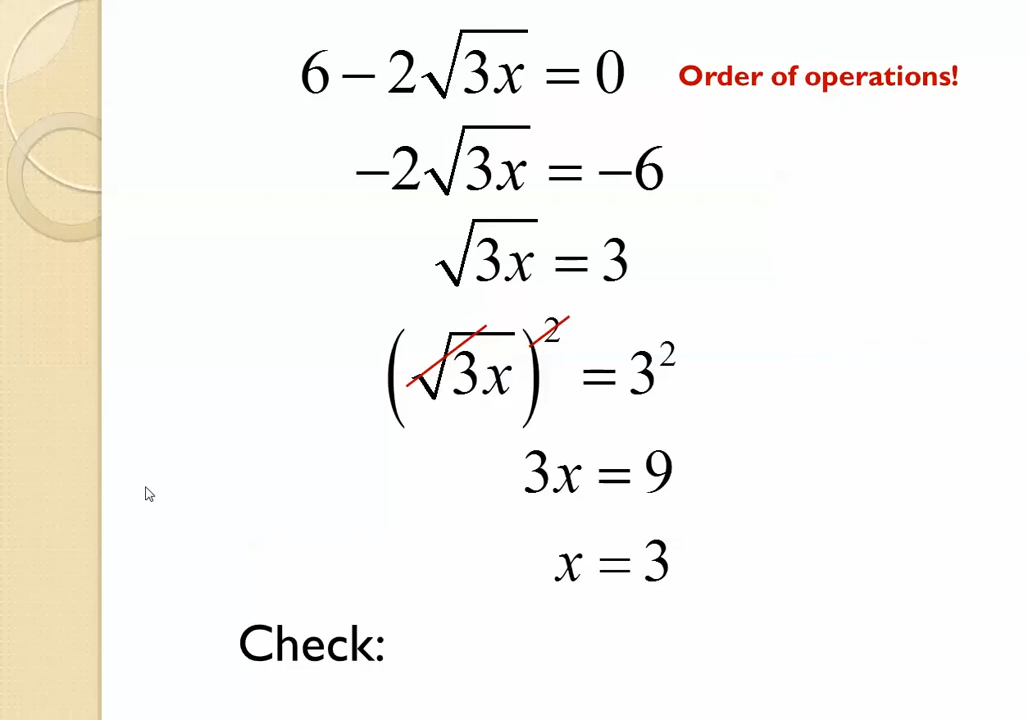 6 − 2√3x = 0 Order of operations!
−2√3x = −6
√3x = 3
(√3x)² = 3²
3x = 9
x = 3
Check: